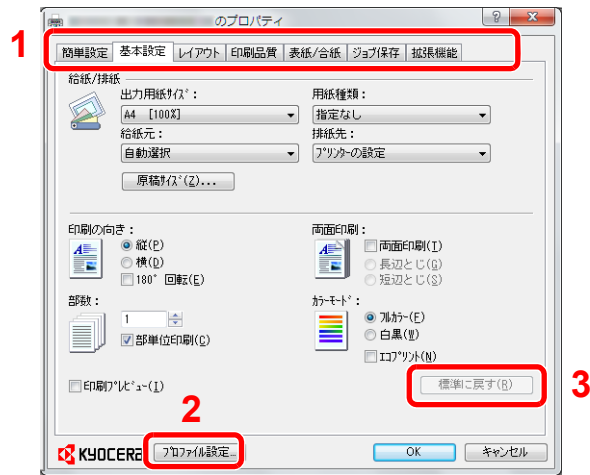 のプロパティ
1
簡単設定 基本設定 レイアウト 印刷品質 表紙/合紙 ジョブ保存 拡張機能
給紙/排紙
出力用紙サイズ： 用紙種類：
A4 [100%] 指定なし
給紙元： 排紙先：
自動選択 プリンターの設定
原稿サイズ(Z)...
印刷の向き： 両面印刷：
縦(P) 両面印刷(I)
横(D) 長辺とじ(G)
180° 回転(E) 短辺とじ(S)
部数： カラーモード：
1 フルカラー(F)
部単位印刷(C) 白黒(W)
エコプリント(N)
印刷プレビュー(I) 標準に戻す(R) 3
2
KYOCERA プロファイル設定... OK キャンセル